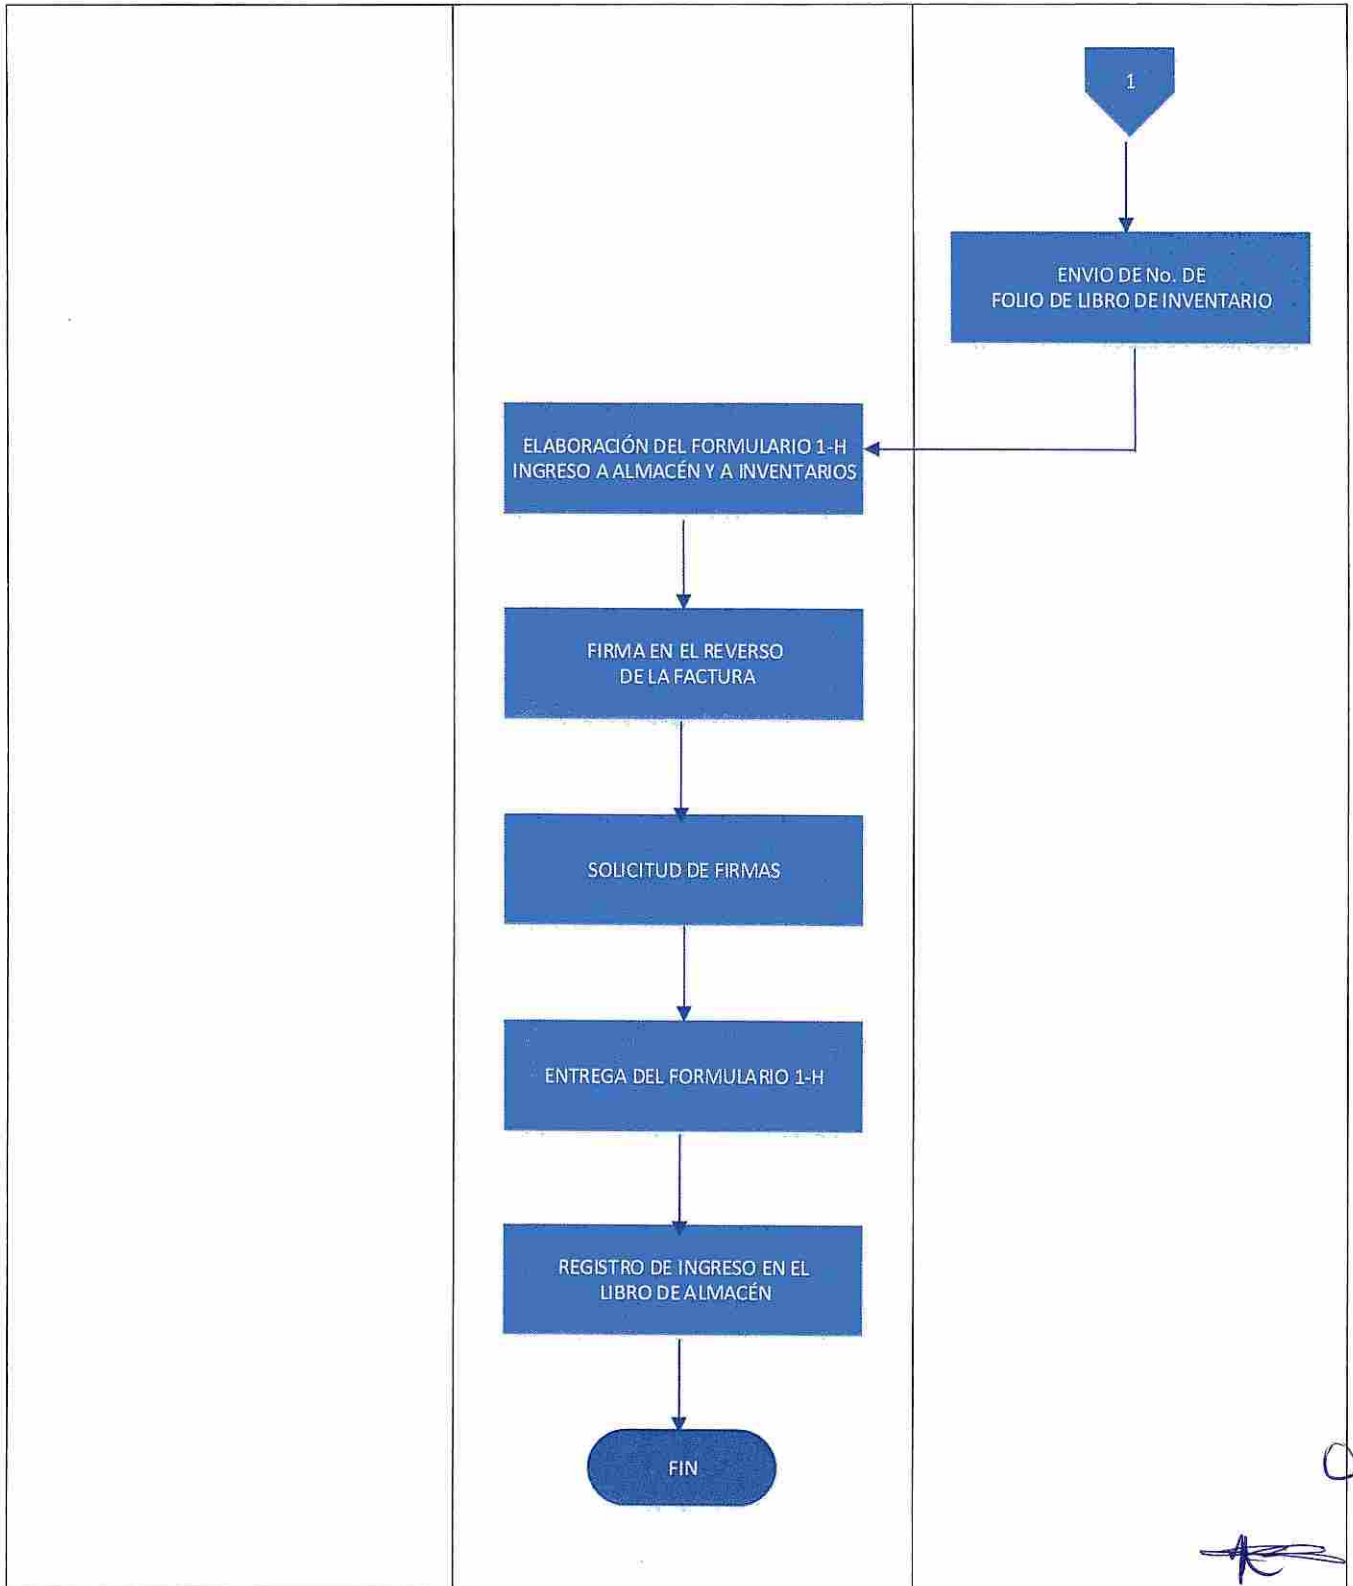 1
ENVIO DE No. DE
FOLIO DE LIBRO DE INVENTARIO
ELABORACIÓN DEL FORMULARIO 1-H
INGRESO A ALMACÉN Y A INVENTARIOS
FIRMA EN EL REVERSO
DE LA FACTURA
SOLICITUD DE FIRMAS
ENTREGA DEL FORMULARIO 1-H
REGISTRO DE INGRESO EN EL
LIBRO DE ALMACÉN
FIN